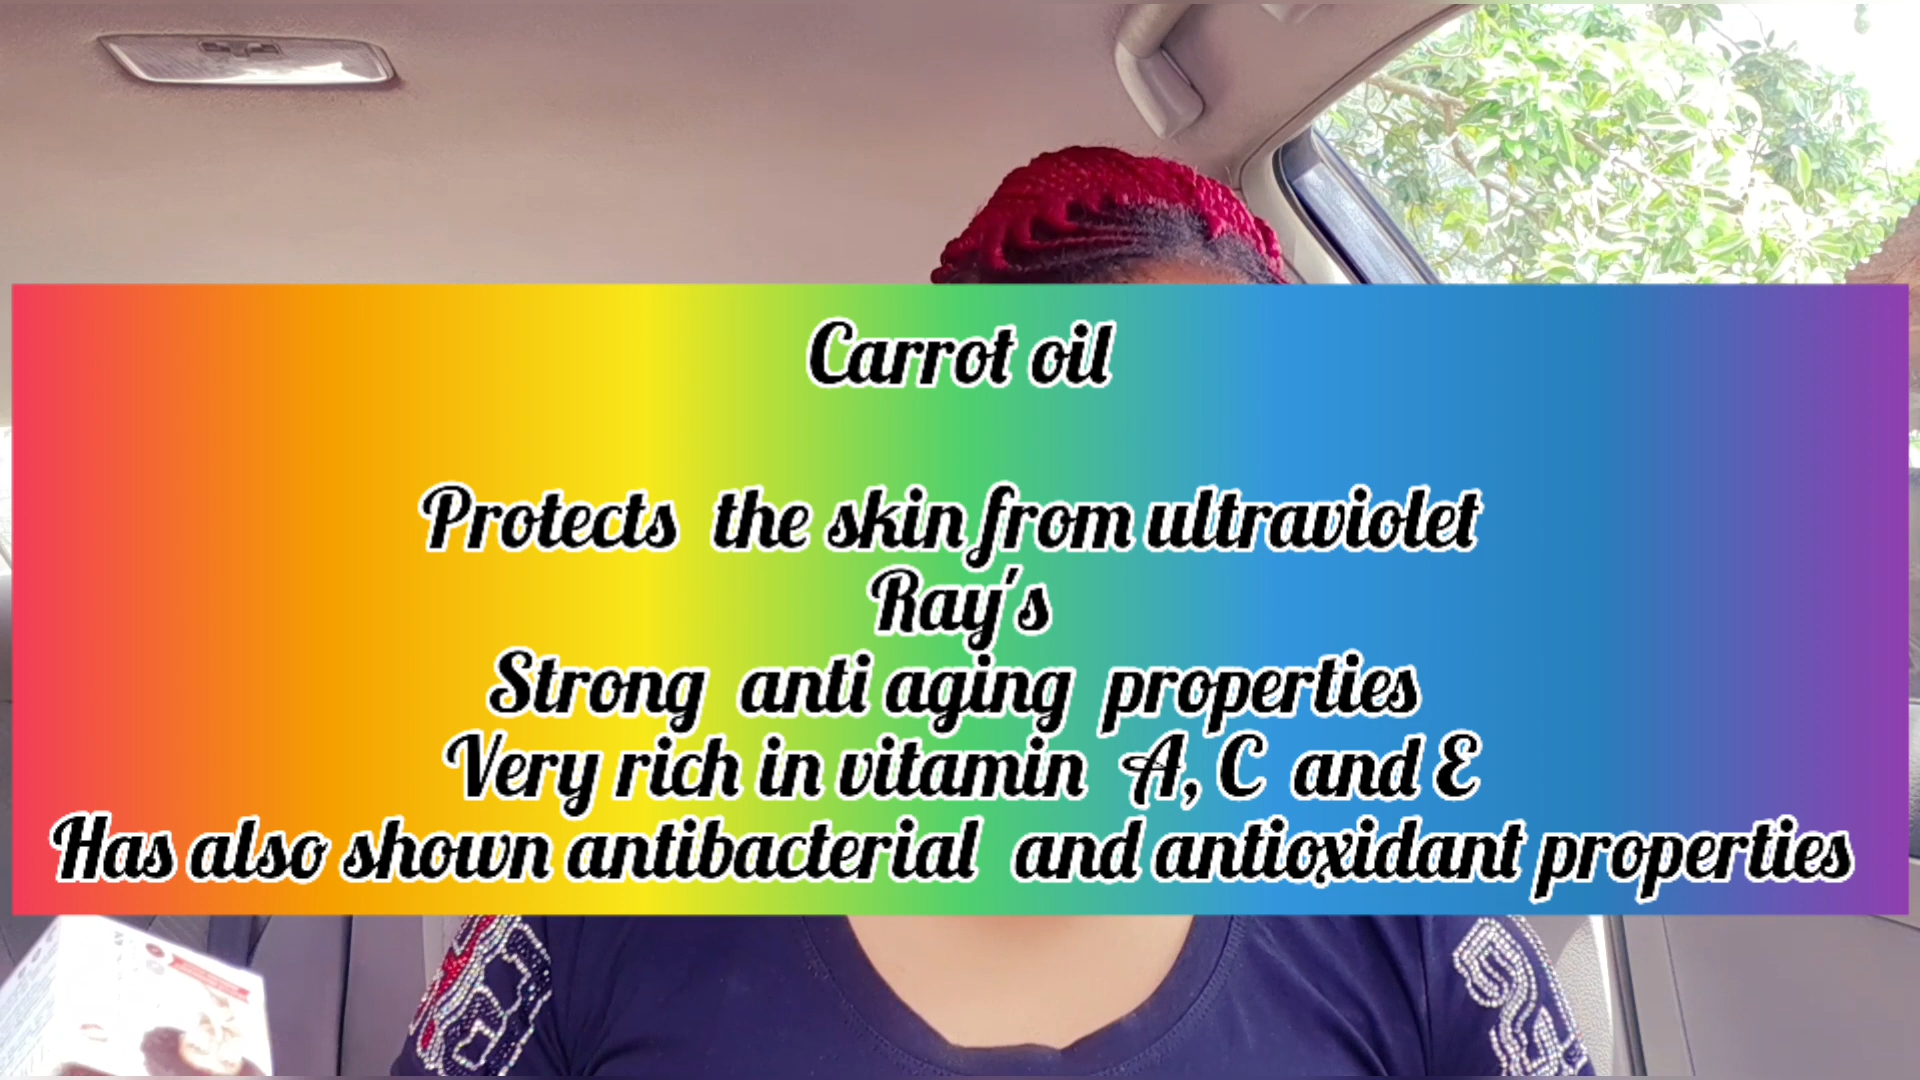 Carrot oil
Protects the skin from ultraviolet
Ray's
Strong anti aging properties
Very rich in vitamin A, C and E
Has also shown antibacterial and antioxidant properties